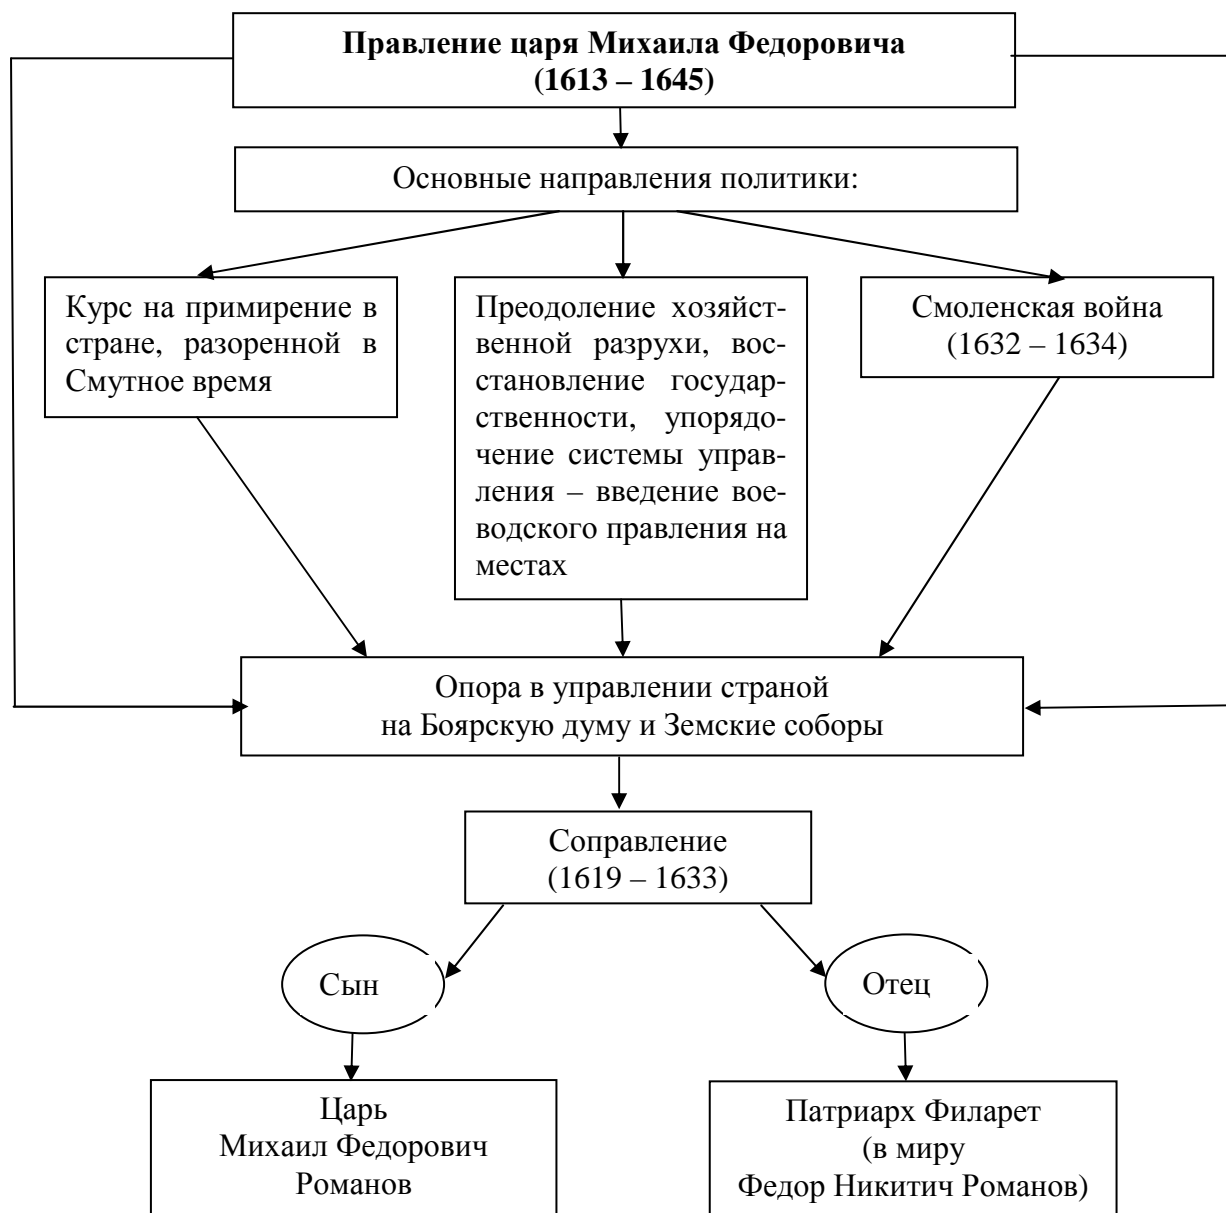 Правление царя Михаила Федоровича
(1613 – 1645)
Основные направления политики:
Курс на примирение в
стране, разоренной в
Смутное время
Преодоление хозяйст-
венной разрухи, вос-
становление государ-
ственности, упорядо-
чение системы управ-
ления – введение вое-
водского правления на
местах
Смоленская война
(1632 – 1634)
Опора в управлении страной
на Боярскую думу и Земские соборы
Соправление
(1619 – 1633)
Сын
Отец
Царь
Михаил Федорович
Романов
Патриарх Филарет
(в миру
Федор Никитич Романов)